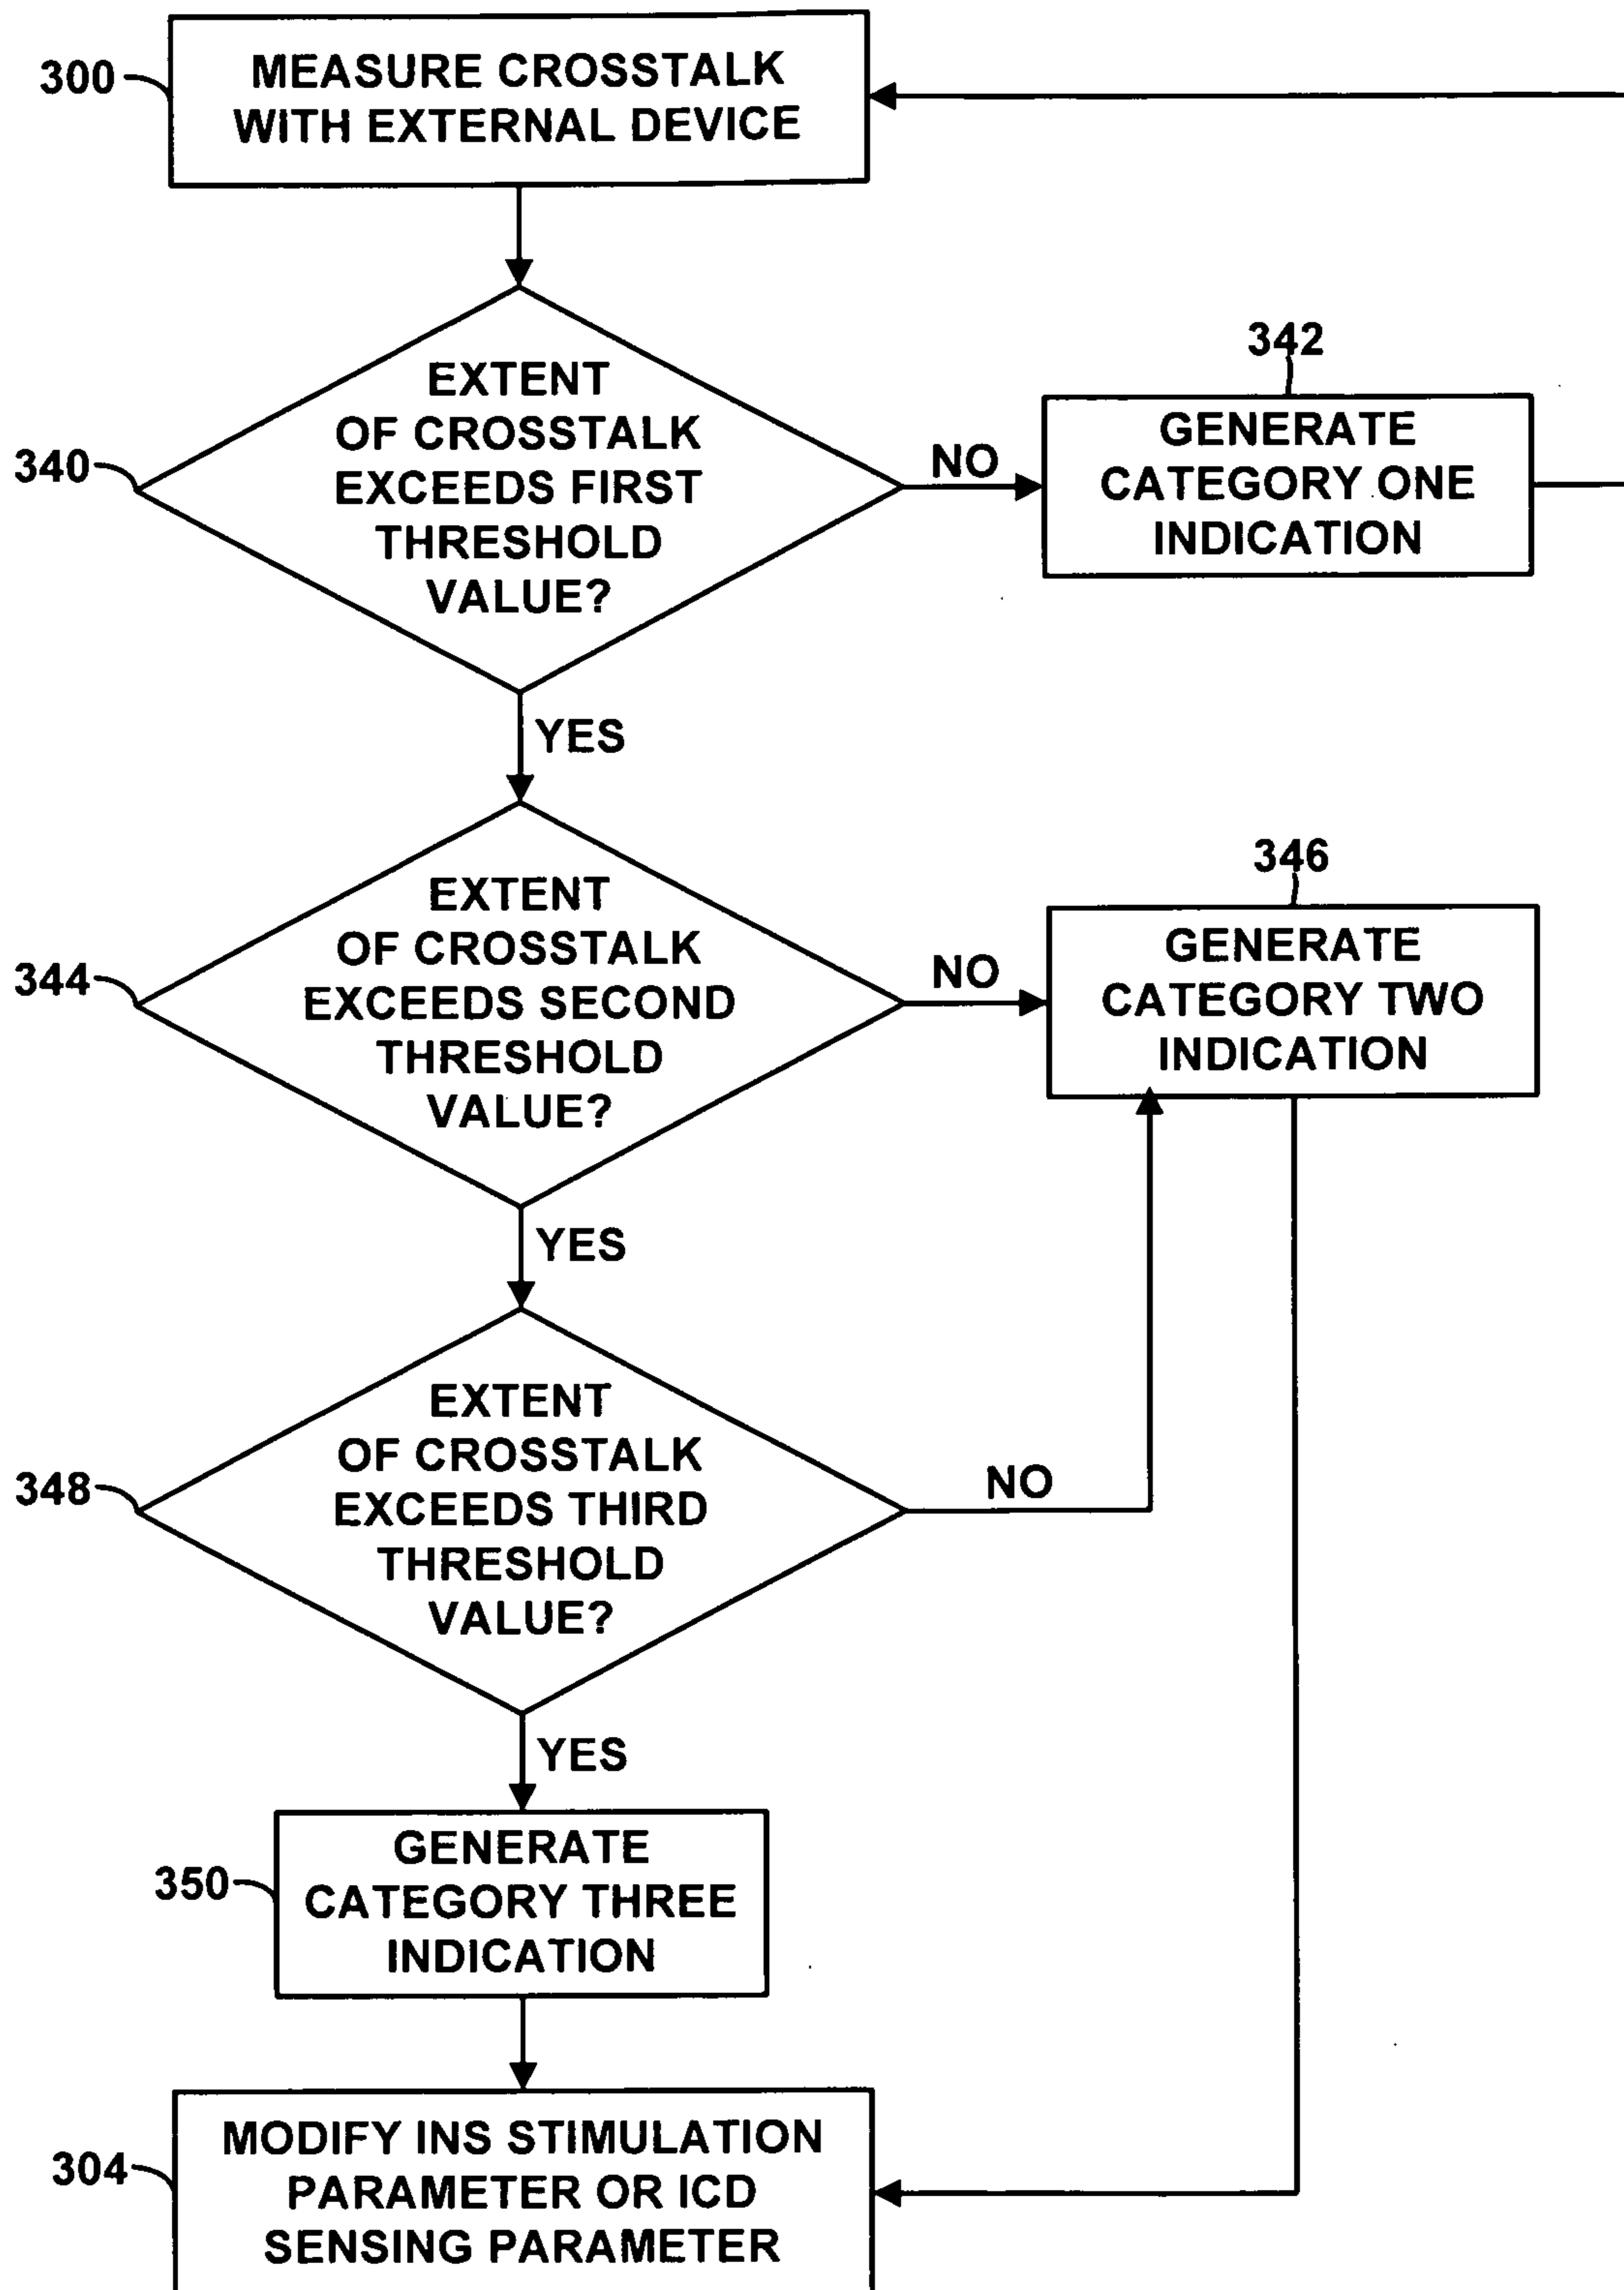 300
MEASURE CROSSTALK
WITH EXTERNAL DEVICE
340
EXTENT
OF CROSSTALK
EXCEEDS FIRST
THRESHOLD
VALUE?
NO
342
GENERATE
CATEGORY ONE
INDICATION
YES
344
EXTENT
OF CROSSTALK
EXCEEDS SECOND
THRESHOLD
VALUE?
NO
346
GENERATE
CATEGORY TWO
INDICATION
YES
348
EXTENT
OF CROSSTALK
EXCEEDS THIRD
THRESHOLD
VALUE?
NO
YES
350
GENERATE
CATEGORY THREE
INDICATION
304
MODIFY INS STIMULATION
PARAMETER OR ICD
SENSING PARAMETER